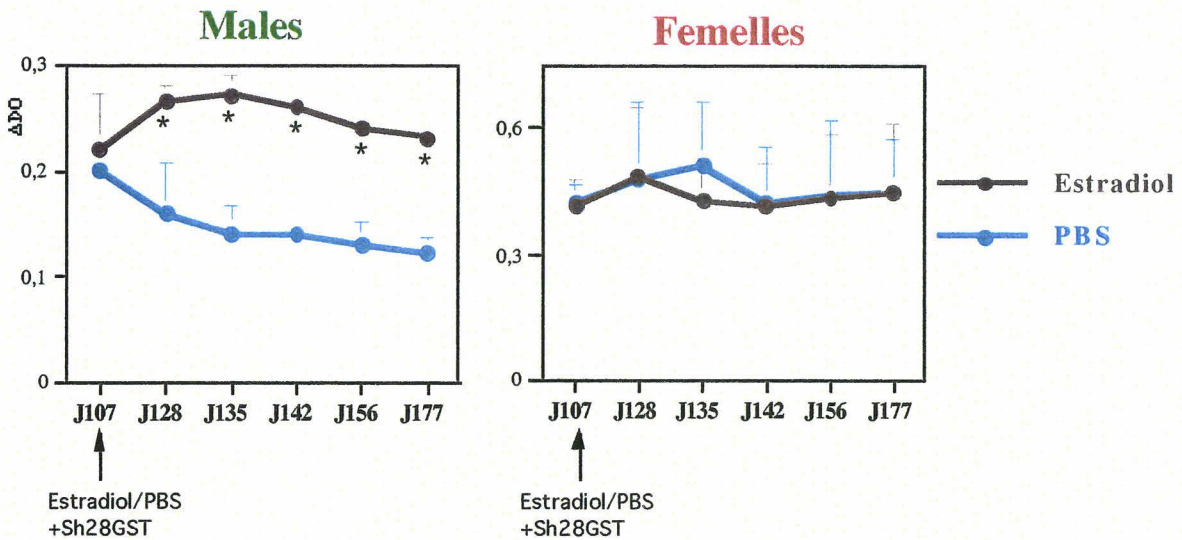 Males
Femelles
0,3
ΔDO
0,2
0,1
0
* * * * *
J107 J128 J135 J142 J156 J177
Estradiol/PBS
+Sh28GST
0,6
0,3
0
J107 J128 J135 J142 J156 J177
Estradiol/PBS
+Sh28GST
Estradiol
PBS